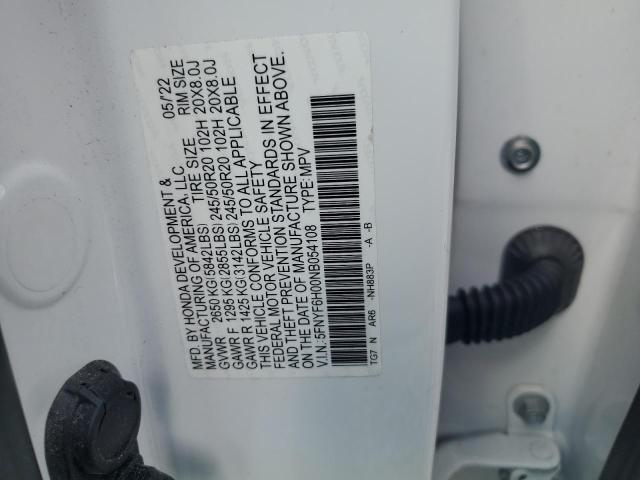 MFD. BY HONDA DEVELOPMENT &
MANUFACTURING OF AMERICA, LLC. 05/'22
GVWR 2650 KG(5842LBS) TIRE SIZE RIM SIZE
GAWR F 1295 KG(2855LBS) 245/50R20 102H 20X8.0J
GAWR R 1425 KG(3142LBS) 245/50R20 102H 20X8.0J
THIS VEHICLE CONFORMS TO ALL APPLICABLE
FEDERAL MOTOR VEHICLE SAFETY
AND THEFT PREVENTION STANDARDS IN EFFECT
ON THE DATE OF MANUFACTURE SHOWN ABOVE.
V.I.N.:5FNYF6H00NB054108 TYPE:MPV
TG7 N AR6 -NH883P -A -B